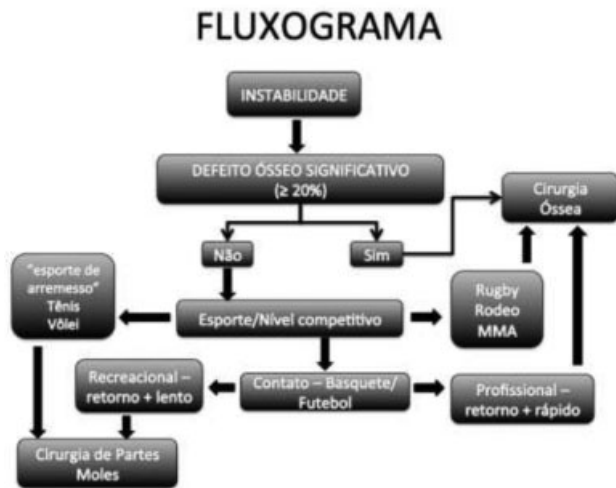 FLUXOGRAMA
INSTABILIDADE
DEFEITO ÓSSEO SIGNIFICATIVO
(≥ 20%)
Cirurgia
Óssea
Não
Sim
"esporte de
arremesso"
Tênis
Vôlei
Esporte/Nível competitivo
Rugby
Rodeo
MMA
Recreacional –
retorno + lento
Contato – Basquete/
Futebol
Profissional –
retorno + rápido
Cirurgia de Partes
Moles